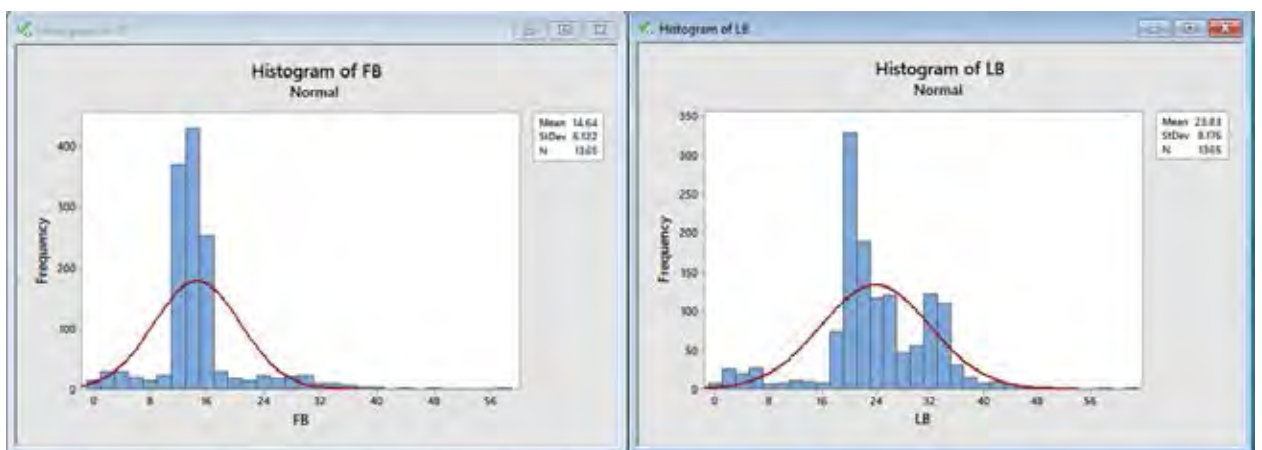 Histogram of FB
Normal
Mean 14.64
StDev 6.122
N 1365
400
300
200
100
0
Frequency
0 8 16 24 32 40 48 56
FB
Histogram of LB
Histogram of LB
Normal
Mean 23.83
StDev 8.176
N 1365
350
300
250
200
150
100
50
0
Frequency
0 8 16 24 32 40 48 56
LB